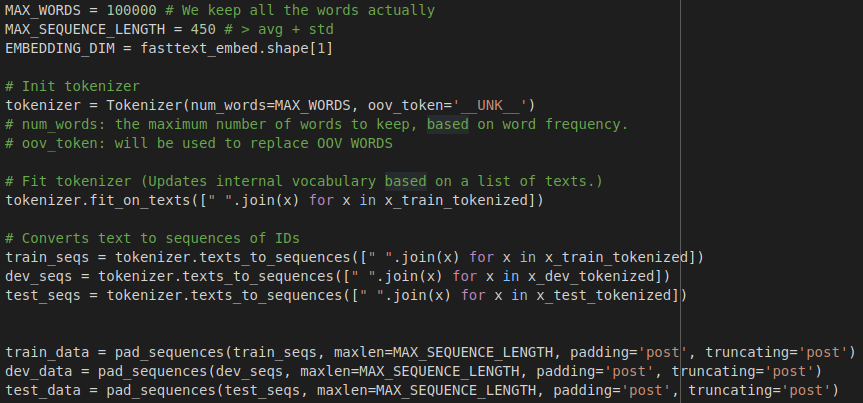 MAX_WORDS = 100000 # We keep all the words actually
MAX_SEQUENCE_LENGTH = 450 # > avg + std
EMBEDDING_DIM = fasttext_embed.shape[1]
# Init tokenizer
tokenizer = Tokenizer(num_words=MAX_WORDS, oov_token='__UNK__')
# num_words: the maximum number of words to keep, based on word frequency.
# oov_token: will be used to replace OOV WORDS
# Fit tokenizer (Updates internal vocabulary based on a list of texts.)
tokenizer.fit_on_texts([" ".join(x) for x in x_train_tokenized])
# Converts text to sequences of IDs
train_seqs = tokenizer.texts_to_sequences([" ".join(x) for x in x_train_tokenized])
dev_seqs = tokenizer.texts_to_sequences([" ".join(x) for x in x_dev_tokenized])
test_seqs = tokenizer.texts_to_sequences([" ".join(x) for x in x_test_tokenized])
train_data = pad_sequences(train_seqs, maxlen=MAX_SEQUENCE_LENGTH, padding='post', truncating='post')
dev_data = pad_sequences(dev_seqs, maxlen=MAX_SEQUENCE_LENGTH, padding='post', truncating='post')
test_data = pad_sequences(test_seqs, maxlen=MAX_SEQUENCE_LENGTH, padding='post', truncating='post')